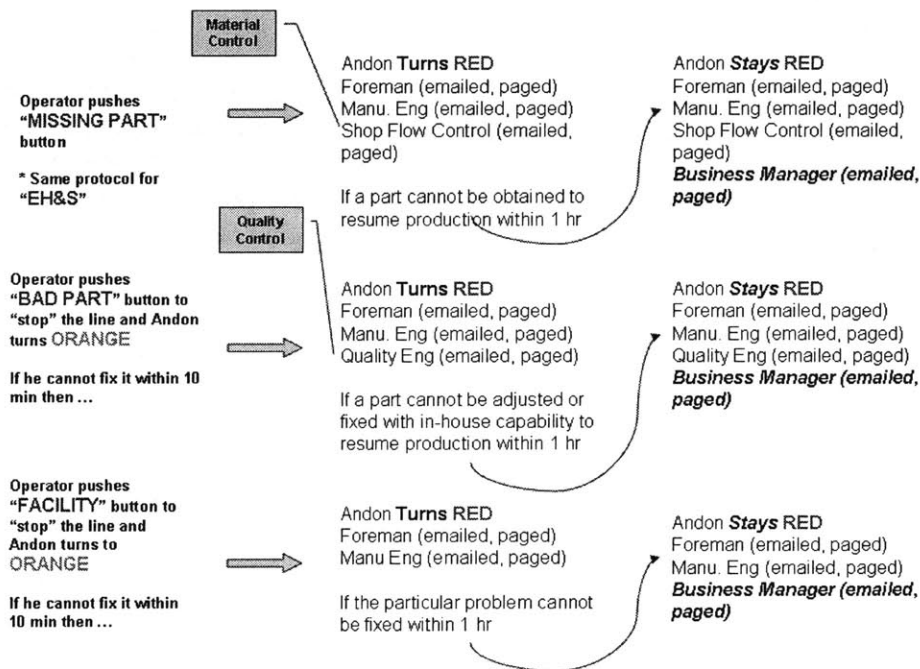 Material
Control
Operator pushes
“MISSING PART”
button
* Same protocol for
“EH&S”
Andon Turns RED
Foreman (emailed, paged)
Manu. Eng (emailed, paged)
Shop Flow Control (emailed,
paged)
If a part cannot be obtained to
resume production within 1 hr
Andon Stays RED
Foreman (emailed, paged)
Manu. Eng (emailed, paged)
Shop Flow Control (emailed,
paged)
Business Manager (emailed,
paged)
Quality
Control
Operator pushes
“BAD PART” button to
“stop” the line and Andon
turns ORANGE
If he cannot fix it within 10
min then ...
Andon Turns RED
Foreman (emailed, paged)
Manu. Eng (emailed, paged)
Quality Eng (emailed, paged)
If a part cannot be adjusted or
fixed with in-house capability to
resume production within 1 hr
Andon Stays RED
Foreman (emailed, paged)
Manu. Eng (emailed, paged)
Quality Eng (emailed, paged)
Business Manager (emailed,
paged)
Operator pushes
“FACILITY” button to
“stop” the line and
Andon turns to
ORANGE
If he cannot fix it within
10 min then ...
Andon Turns RED
Foreman (emailed, paged)
Manu Eng (emailed, paged)
If the particular problem cannot
be fixed within 1 hr
Andon Stays RED
Foreman (emailed, paged)
Manu. Eng (emailed, paged)
Business Manager (emailed,
paged)